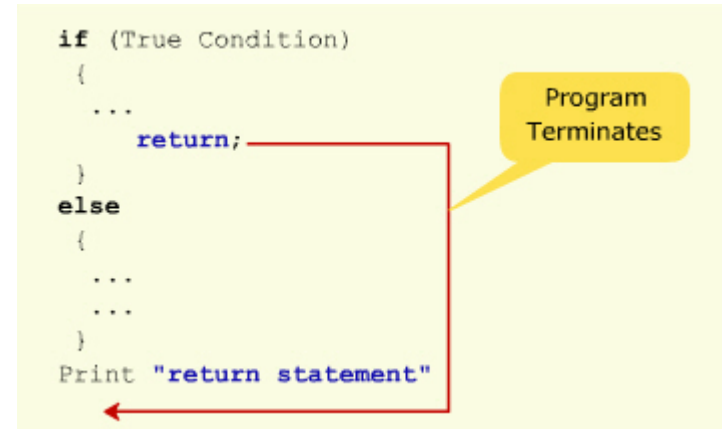 if (True Condition)
{
...
return;
}
else
{
...
...
}
Print "return statement"
Program
Terminates